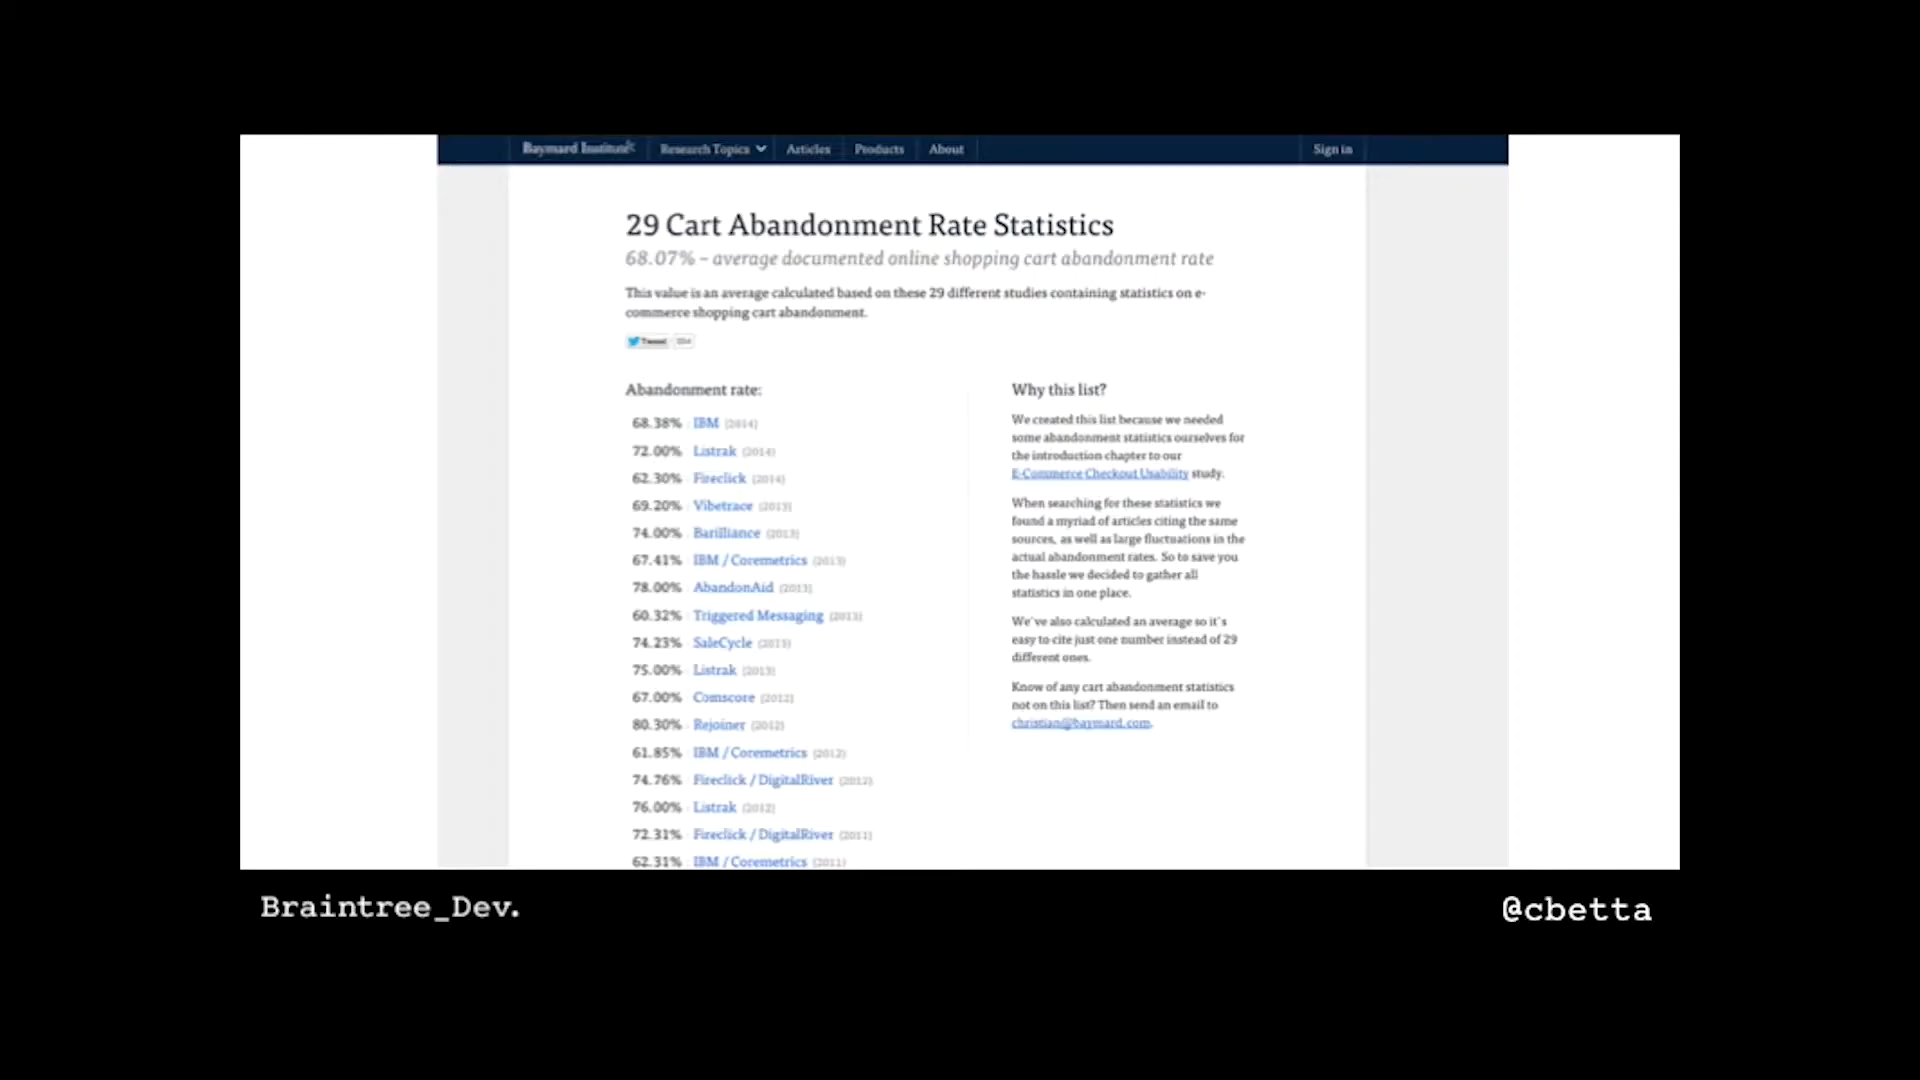 Baymard Institute
Research Topics
Articles
Products
About
Sign in
29 Cart Abandonment Rate Statistics
68.07% – average documented online shopping cart abandonment rate
This value is an average calculated based on these 29 different studies containing statistics on e-
commerce shopping cart abandonment.
Tweet
Abandonment rate:
68.38% IBM (2014)
72.00% Listrak (2014)
62.30% Fireclick (2014)
69.20% Vibetrace (2013)
74.00% Barilliance (2013)
67.41% IBM / Coremetrics (2013)
78.00% AbandonAid (2013)
60.32% Triggered Messaging (2013)
74.23% SaleCycle (2013)
75.00% Listrak (2013)
67.00% Comscore (2012)
80.30% Rejoiner (2012)
61.85% IBM / Coremetrics (2012)
74.76% Fireclick / DigitalRiver (2012)
76.00% Listrak (2012)
72.31% Fireclick / DigitalRiver (2011)
62.31% IBM / Coremetrics (2011)
Why this list?
We created this list because we needed
some abandonment statistics ourselves for
the introduction chapter to our
E-Commerce Checkout Usability study.
When searching for these statistics we
found a myriad of articles citing the same
sources, as well as large fluctuations in the
actual abandonment rates. So to save you
the hassle we decided to gather all
statistics in one place.
We've also calculated an average so it's
easy to cite just one number instead of 29
different ones.
Know of any cart abandonment statistics
not on this list? Then send an email to
christian@baymard.com.
Braintree_Dev.
@cbetta